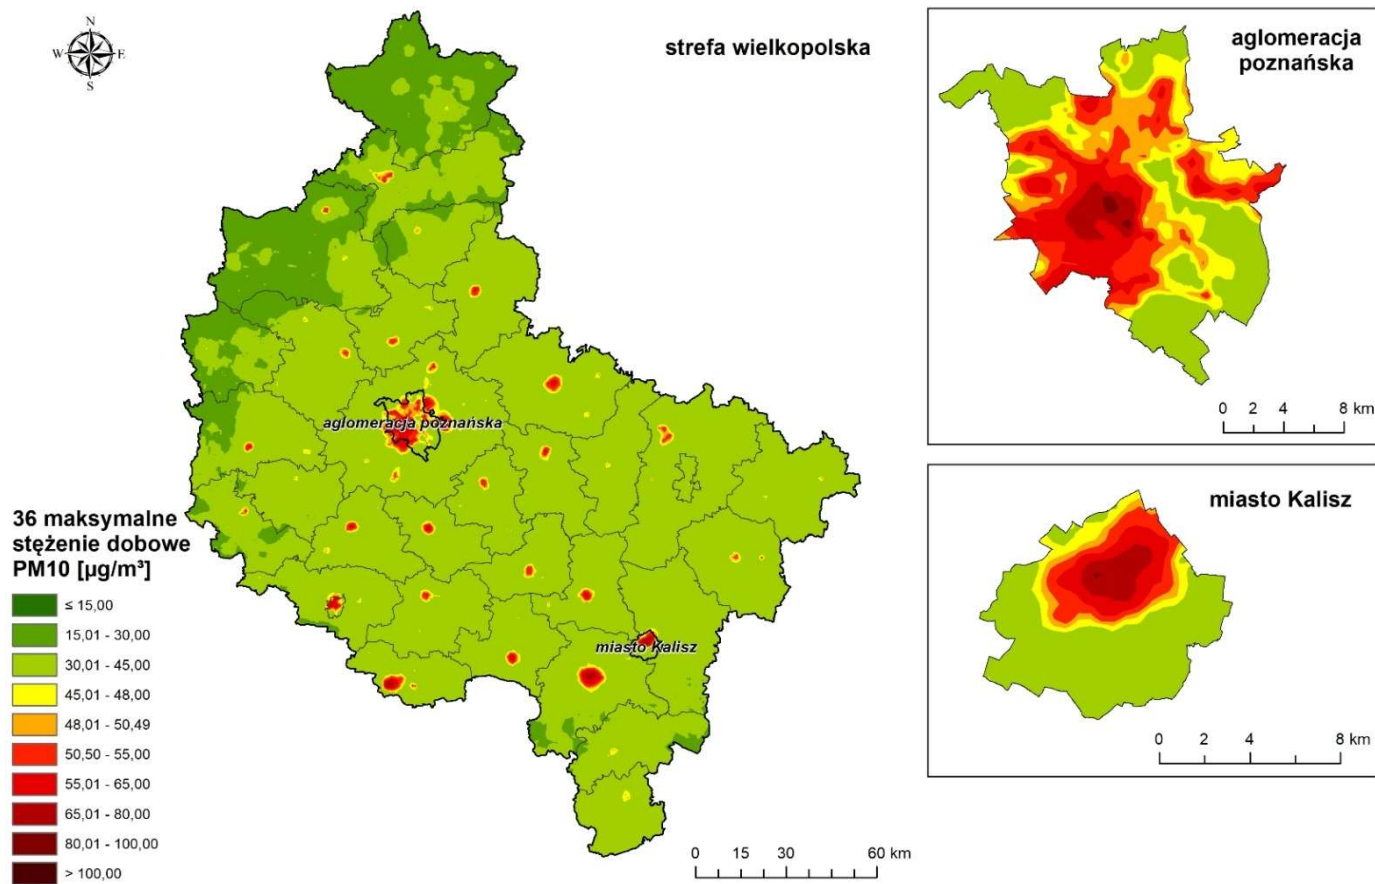 N
W E
S
strefa wielkopolska
aglomeracja poznańska
miasto Kalisz
36 maksymalne
stężenie dobowe
PM10 [µg/m³]
≤ 15,00
15,01 - 30,00
30,01 - 45,00
45,01 - 48,00
48,01 - 50,49
50,50 - 55,00
55,01 - 65,00
65,01 - 80,00
80,01 - 100,00
> 100,00
0 15 30 60 km
aglomeracja
poznańska
0 2 4 8 km
miasto Kalisz
0 2 4 8 km